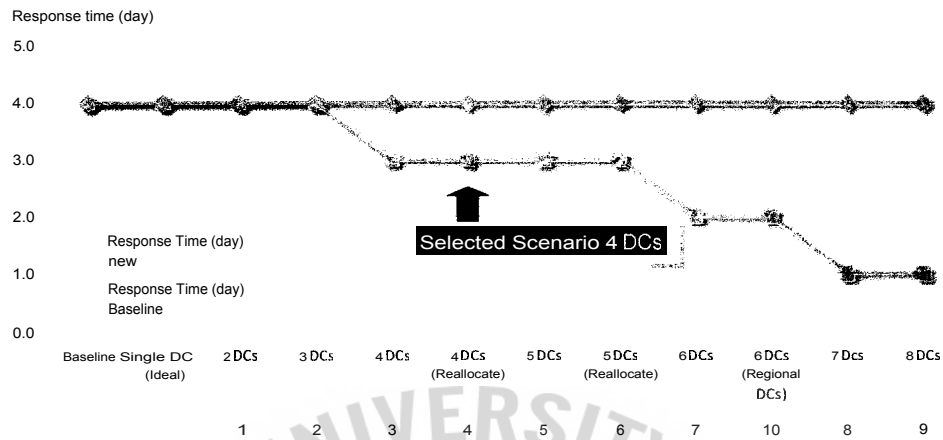 Response time (day)
5.0
4.0
3.0
2.0
1.0
0.0
Selected Scenario 4 DCs
Response Time (day)
new
Response Time (day)
Baseline
Baseline Single DC 2 DCs 3 DCs 4 DCs 4 DCs 5 DCs 5 DCs 6 DCs 6 DCs 7 Dcs 8 DCs
(Ideal) (Reallocate) (Reallocate) (Regional
DCs)
1 2 3 4 5 6 7 10 8 9
UNIVERSIT